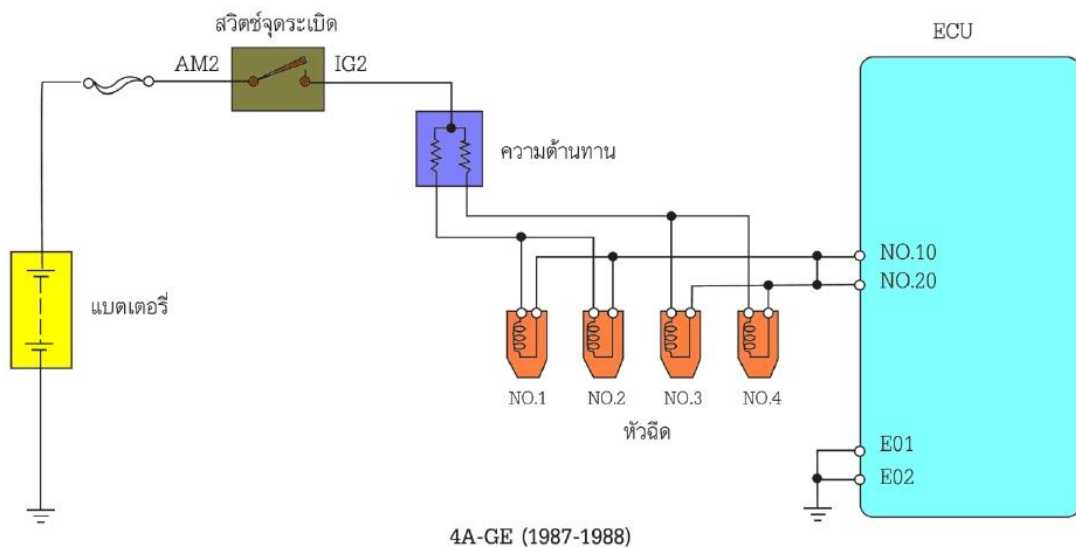 สวิตซ์จุดระเบิด
ECU
AM2
IG2
ความต้านทาน
NO.10
NO.20
แบตเตอรี่
NO.1
NO.2
NO.3
NO.4
หัวฉีด
E01
E02
4A-GE (1987-1988)